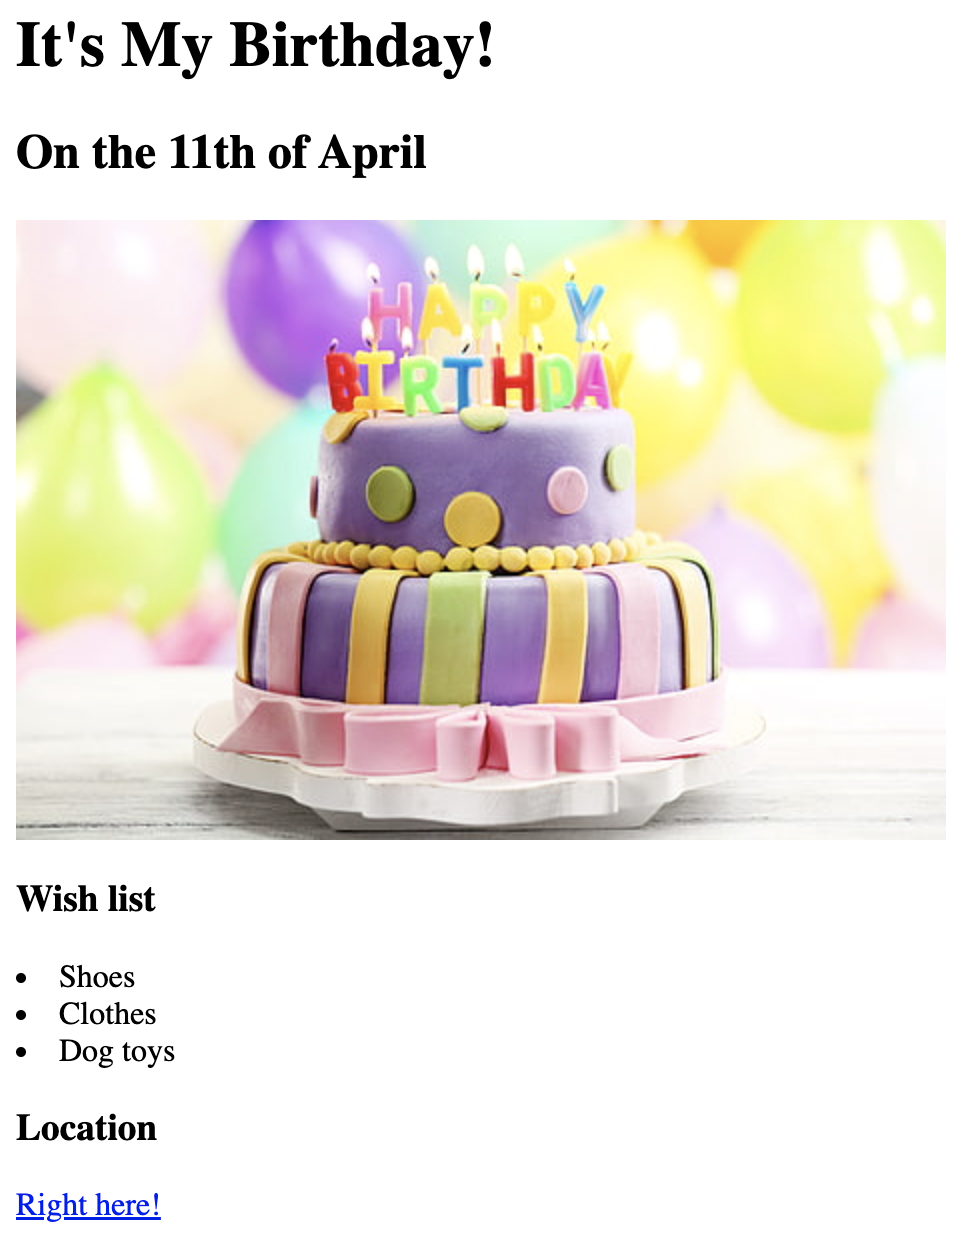 It's My Birthday!
On the 11th of April
HAPPY
BIRTHDAY
Wish list
• Shoes
• Clothes
• Dog toys
Location
Right here!